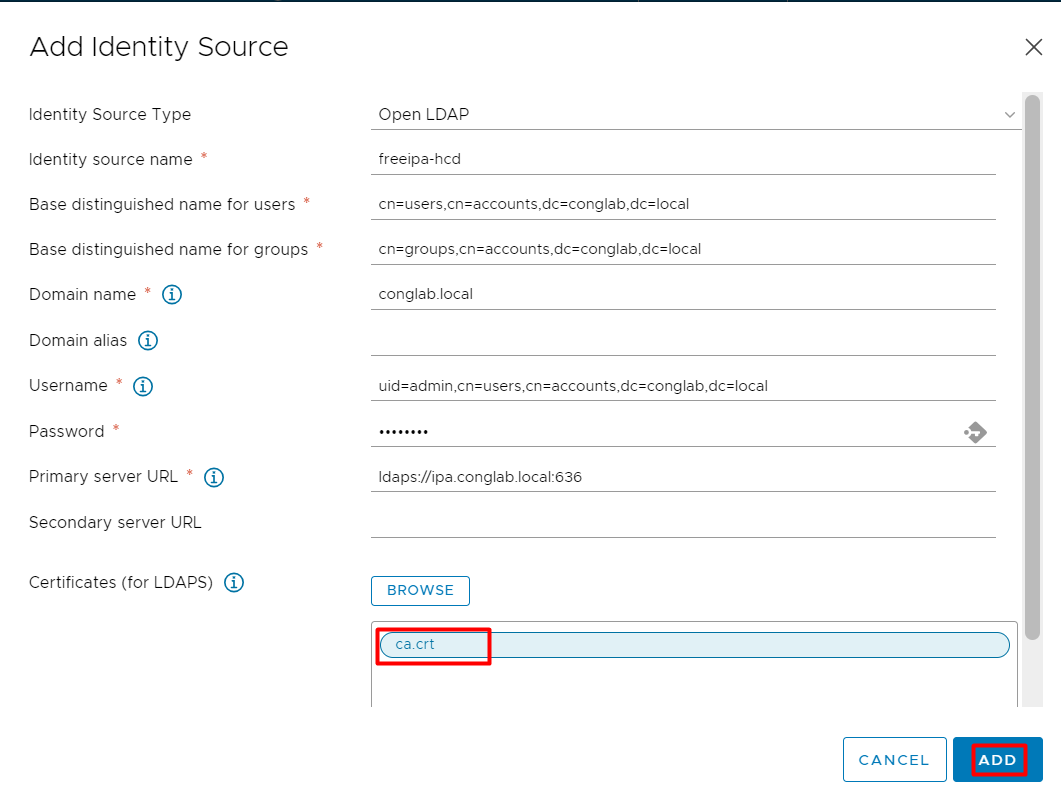 Add Identity Source
Identity Source Type Open LDAP
Identity source name * freeipa-hcd
Base distinguished name for users * cn=users,cn=accounts,dc=conglab,dc=local
Base distinguished name for groups * cn=groups,cn=accounts,dc=conglab,dc=local
Domain name * conglab.local
Domain alias
Username * uid=admin,cn=users,cn=accounts,dc=conglab,dc=local
Password * ••••••••
Primary server URL * ldaps://ipa.conglab.local:636
Secondary server URL
Certificates (for LDAPS) BROWSE
ca.crt
CANCEL ADD